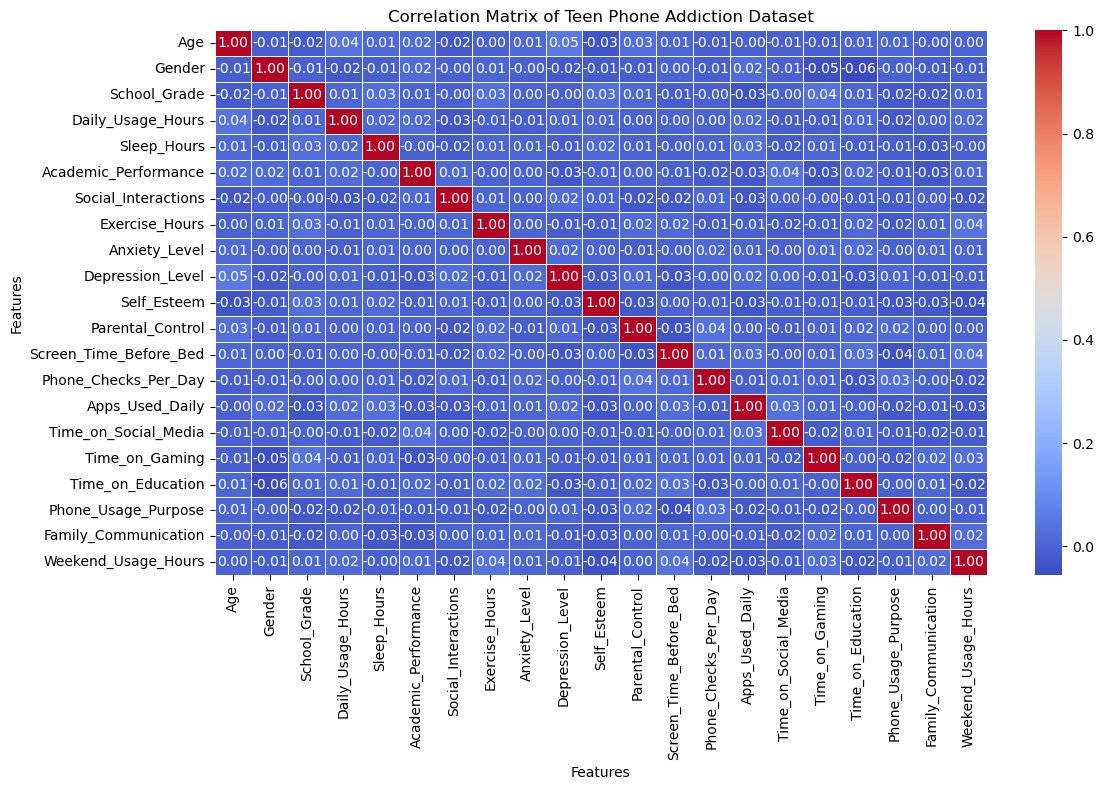 Correlation Matrix of Teen Phone Addiction Dataset
Age 1.00 -0.01 -0.02 0.04 0.01 0.02 -0.02 0.00 0.01 0.05 -0.03 0.03 0.01 -0.01 -0.00 -0.01 -0.01 0.01 0.01 -0.00 0.00
Gender -0.01 1.00 -0.01 -0.02 -0.01 0.02 -0.00 0.01 -0.00 -0.02 -0.01 -0.01 0.00 -0.01 0.02 -0.01 -0.05 -0.06 -0.00 -0.01 -0.01
School_Grade -0.02 -0.01 1.00 0.01 0.03 0.01 -0.00 0.03 -0.00 -0.00 0.03 0.01 -0.01 -0.00 -0.03 -0.00 0.04 0.01 -0.02 -0.02 0.01
Daily_Usage_Hours 0.04 -0.02 0.01 1.00 0.02 0.02 -0.03 -0.01 -0.01 0.01 0.01 0.00 0.00 0.00 0.02 -0.01 -0.01 0.01 -0.02 0.00 0.02
Sleep_Hours 0.01 -0.01 0.03 0.02 1.00 -0.00 -0.02 0.01 0.01 -0.01 0.02 0.01 -0.00 0.01 0.03 -0.02 0.01 -0.01 -0.01 -0.03 -0.00
Academic_Performance 0.02 0.02 0.01 0.02 -0.00 1.00 0.01 -0.00 0.00 -0.03 0.01 0.00 -0.01 -0.02 -0.03 0.04 -0.03 0.02 -0.01 -0.03 0.01
Social_Interactions -0.02 -0.00 -0.00 -0.03 -0.02 0.01 1.00 0.01 0.00 0.02 0.01 -0.02 -0.02 0.01 -0.03 0.00 -0.00 0.01 -0.01 0.00 -0.02
Exercise_Hours 0.00 0.01 0.03 -0.01 0.01 -0.00 0.01 1.00 0.00 -0.01 -0.01 0.02 0.02 -0.01 -0.01 -0.02 0.01 0.02 -0.02 -0.01 0.04
Anxiety_Level 0.01 -0.00 -0.00 -0.01 0.01 0.00 0.00 0.00 1.00 0.02 0.00 -0.01 -0.00 0.02 0.01 -0.00 0.01 0.02 -0.00 0.01 0.01
Depression_Level 0.05 -0.02 -0.00 0.01 -0.01 -0.03 0.02 -0.01 0.02 1.00 -0.03 0.01 -0.03 -0.00 0.02 0.00 -0.01 -0.03 0.01 -0.01 -0.01
Self_Esteem -0.03 -0.01 0.03 0.01 0.02 0.01 0.01 -0.01 0.00 -0.03 1.00 -0.03 0.00 -0.01 -0.03 -0.01 -0.01 -0.01 -0.03 -0.03 -0.04
Parental_Control 0.03 -0.01 0.01 0.00 0.01 0.00 -0.02 0.02 -0.01 0.01 -0.03 1.00 -0.03 0.04 0.00 -0.01 0.01 0.02 0.02 0.00 0.00
Screen_Time_Before_Bed 0.01 0.00 -0.01 0.00 -0.00 -0.01 -0.02 0.02 -0.00 -0.03 0.00 -0.03 1.00 0.01 0.03 -0.00 0.01 0.03 -0.04 0.01 0.04
Phone_Checks_Per_Day -0.01 -0.01 -0.00 0.00 0.01 -0.02 0.01 -0.01 0.02 -0.00 -0.01 0.04 0.01 1.00 -0.01 0.01 0.01 -0.03 0.03 -0.00 -0.02
Apps_Used_Daily -0.00 0.02 -0.03 0.02 0.03 -0.03 -0.03 -0.01 0.01 0.02 -0.03 0.00 0.03 -0.01 1.00 0.03 0.01 -0.00 -0.02 -0.01 -0.03
Time_on_Social_Media -0.01 -0.01 -0.00 -0.01 -0.02 0.04 0.00 -0.02 -0.00 0.00 -0.01 -0.01 -0.00 0.01 0.03 1.00 -0.02 0.01 -0.01 -0.02 -0.01
Time_on_Gaming -0.01 -0.05 0.04 -0.01 0.01 -0.03 -0.00 0.01 0.01 -0.01 -0.01 0.01 0.01 0.01 0.01 -0.02 1.00 -0.00 -0.02 0.02 0.03
Time_on_Education 0.01 -0.06 0.01 0.01 -0.01 0.02 0.01 0.02 0.02 -0.03 -0.01 0.02 0.03 -0.03 -0.00 0.01 -0.00 1.00 -0.00 0.01 -0.02
Phone_Usage_Purpose 0.01 -0.00 -0.02 -0.02 -0.01 -0.01 -0.01 -0.02 -0.00 0.01 -0.03 0.02 -0.04 0.03 -0.02 -0.01 -0.02 -0.00 1.00 0.00 -0.01
Family_Communication -0.00 -0.01 -0.02 0.00 -0.03 -0.03 0.00 -0.01 0.01 -0.01 -0.03 0.00 0.01 -0.00 -0.01 -0.02 0.02 0.01 0.00 1.00 0.02
Weekend_Usage_Hours 0.00 -0.01 0.01 0.02 -0.00 0.01 -0.02 0.04 0.01 -0.01 -0.04 0.00 0.04 -0.02 -0.03 -0.01 0.03 -0.02 -0.01 0.02 1.00
Features
Age
Gender
School_Grade
Daily_Usage_Hours
Sleep_Hours
Academic_Performance
Social_Interactions
Exercise_Hours
Anxiety_Level
Depression_Level
Self_Esteem
Parental_Control
Screen_Time_Before_Bed
Phone_Checks_Per_Day
Apps_Used_Daily
Time_on_Social_Media
Time_on_Gaming
Time_on_Education
Phone_Usage_Purpose
Family_Communication
Weekend_Usage_Hours
Features
1.0
0.8
0.6
0.4
0.2
0.0